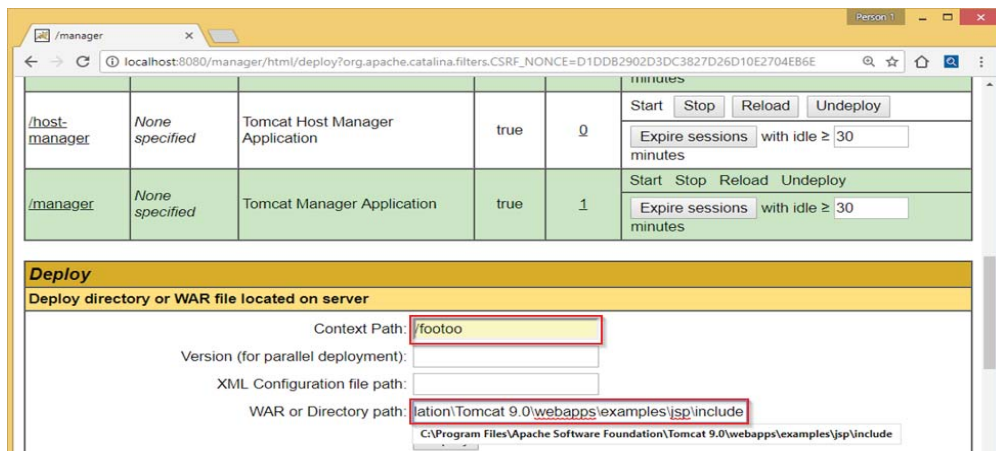 Person 1
/manager
localhost:8080/manager/html/deploy?org.apache.catalina.filters.CSRF_NONCE=D1DDB2902D3DC3827D26D10E2704EB6E
minutes
/host-manager None specified Tomcat Host Manager Application true 0 Start Stop Reload Undeploy
Expire sessions with idle ≥ 30 minutes
/manager None specified Tomcat Manager Application true 1 Start Stop Reload Undeploy
Expire sessions with idle ≥ 30 minutes
Deploy
Deploy directory or WAR file located on server
Context Path: /footoo
Version (for parallel deployment):
XML Configuration file path:
WAR or Directory path: lation\Tomcat 9.0\webapps\examples\jsp\include
C:\Program Files\Apache Software Foundation\Tomcat 9.0\webapps\examples\jsp\include